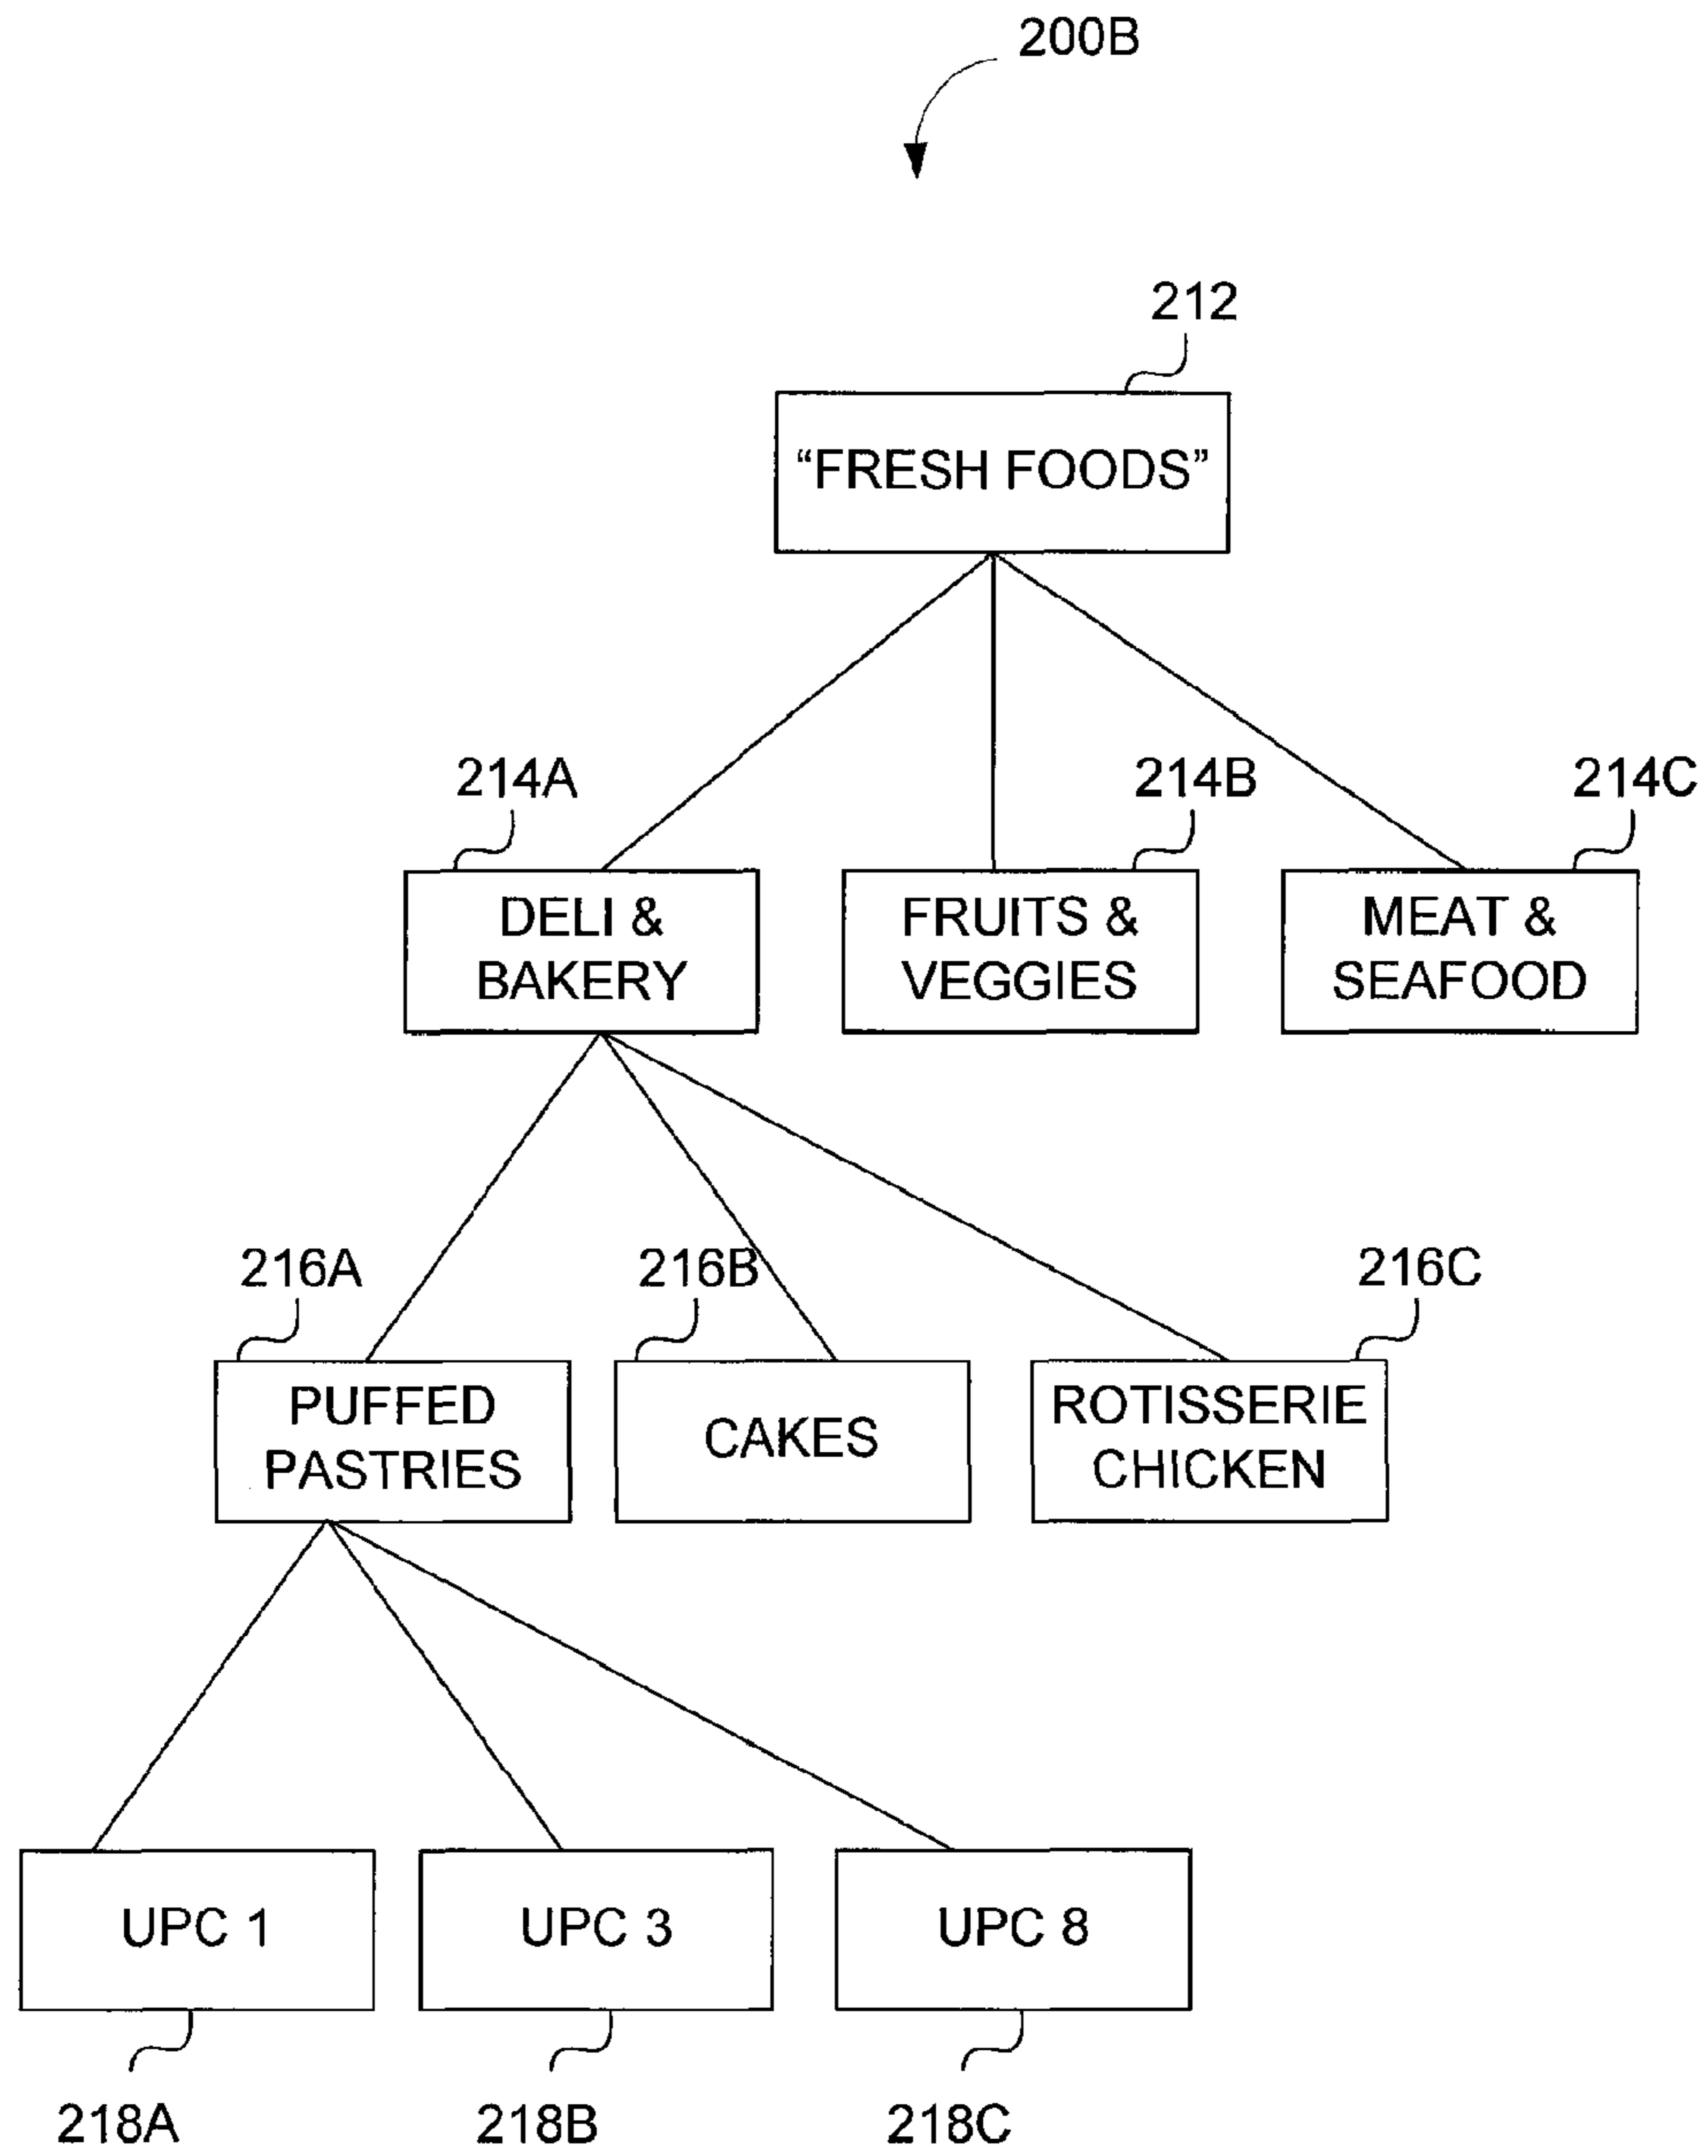 200B
212
“FRESH FOODS”
214A
214B
214C
DELI &
BAKERY
FRUITS &
VEGGIES
MEAT &
SEAFOOD
216A
216B
216C
PUFFED
PASTRIES
CAKES
ROTISSERIE
CHICKEN
UPC 1
UPC 3
UPC 8
218A
218B
218C